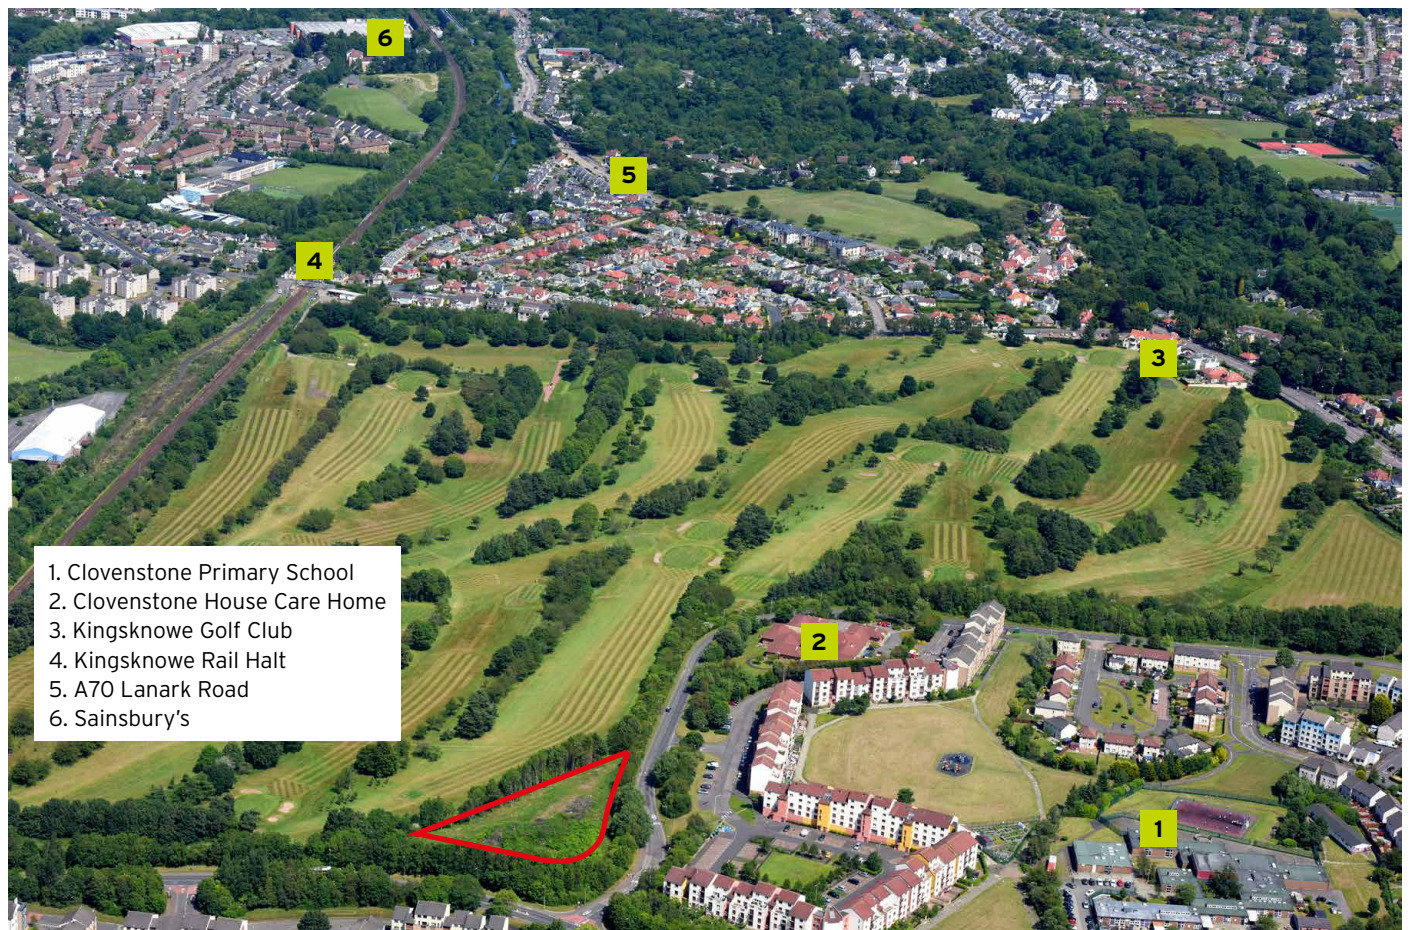 6
5
4
3
1. Clovenstone Primary School
2. Clovenstone House Care Home
3. Kingsknowe Golf Club
4. Kingsknowe Rail Halt
5. A70 Lanark Road
6. Sainsbury's
2
1